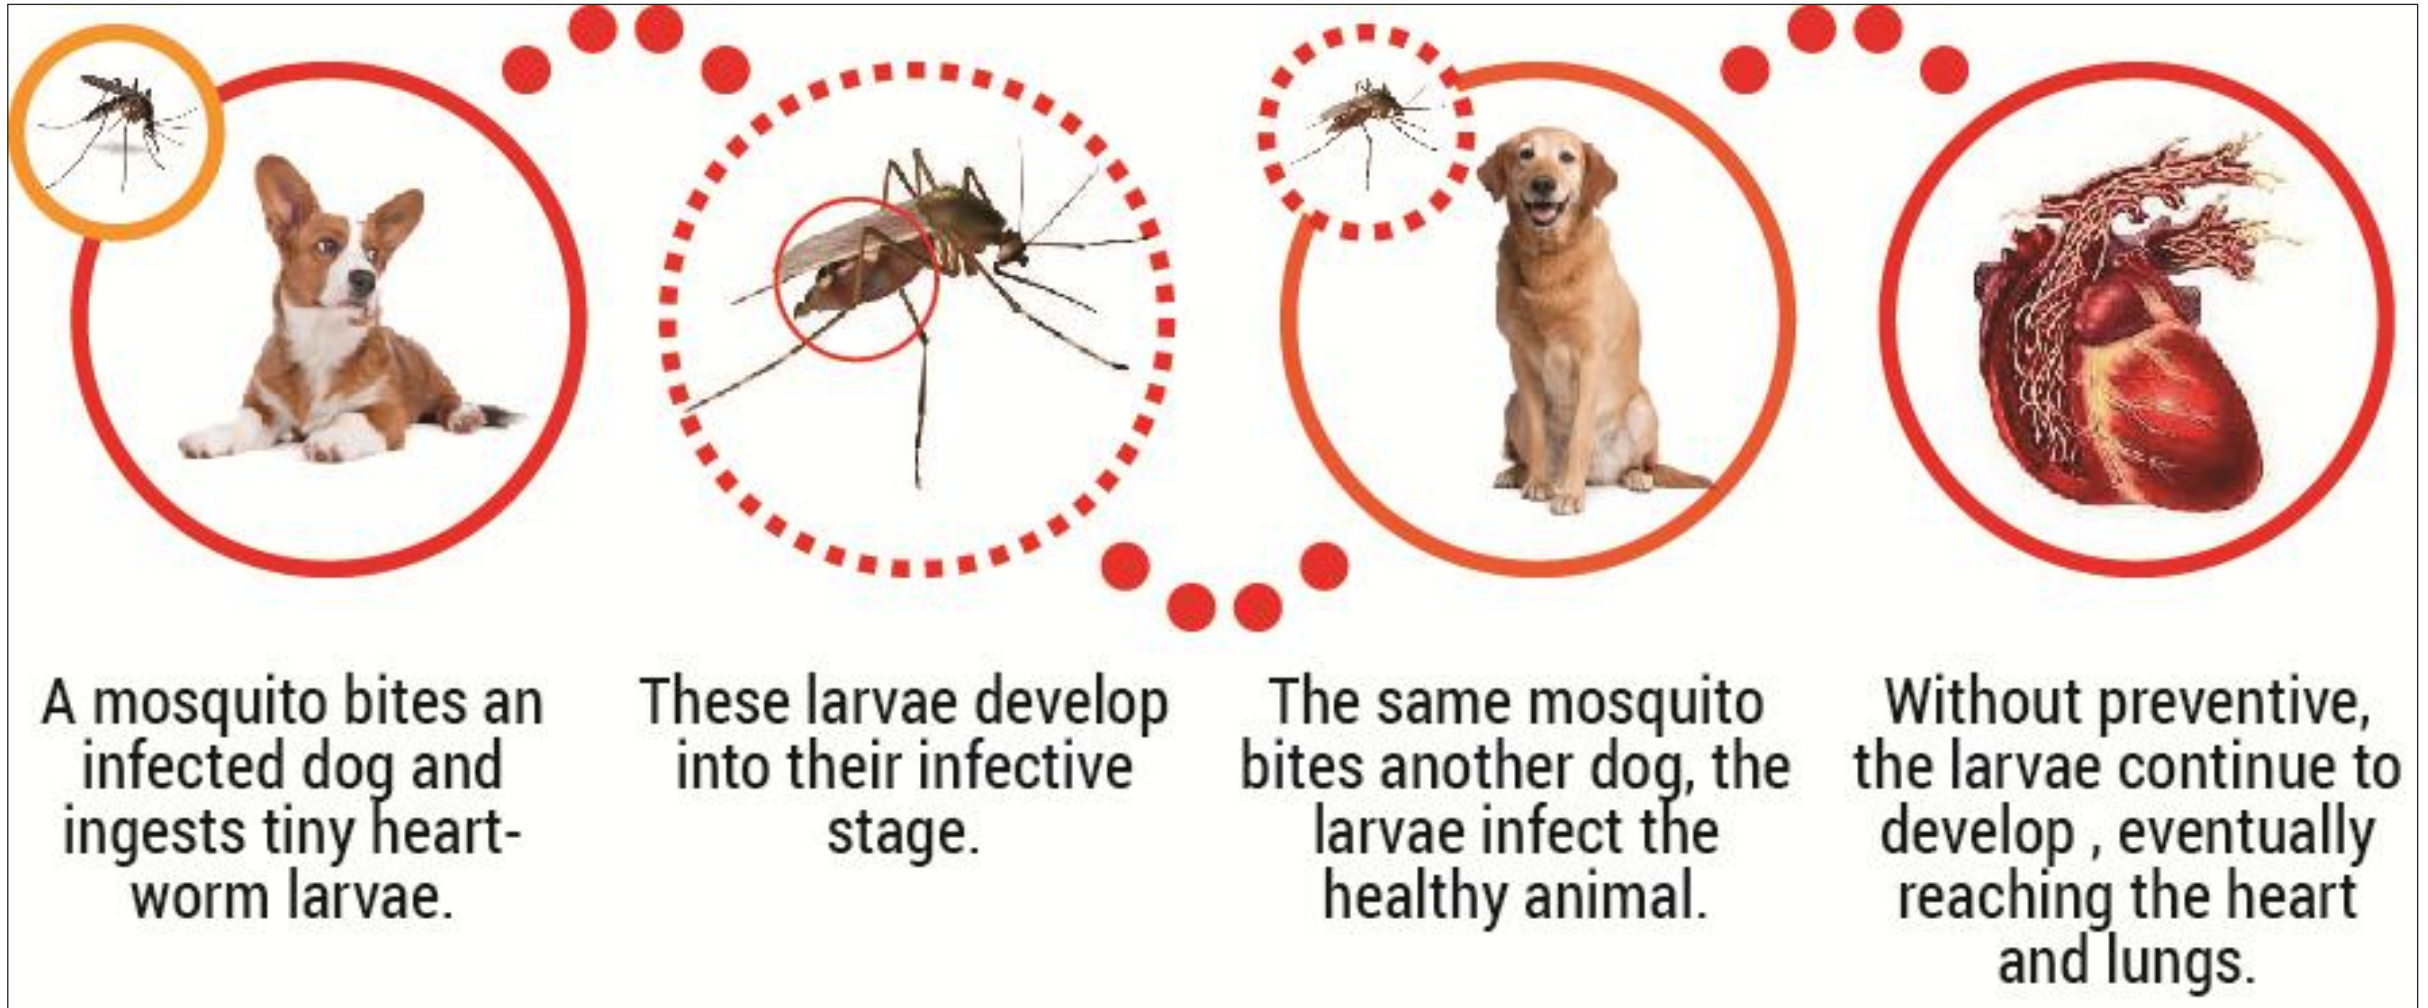 A mosquito bites an
infected dog and
ingests tiny heart-
worm larvae.
These larvae develop
into their infective
stage.
The same mosquito
bites another dog, the
larvae infect the
healthy animal.
Without preventive,
the larvae continue to
develop , eventually
reaching the heart
and lungs.